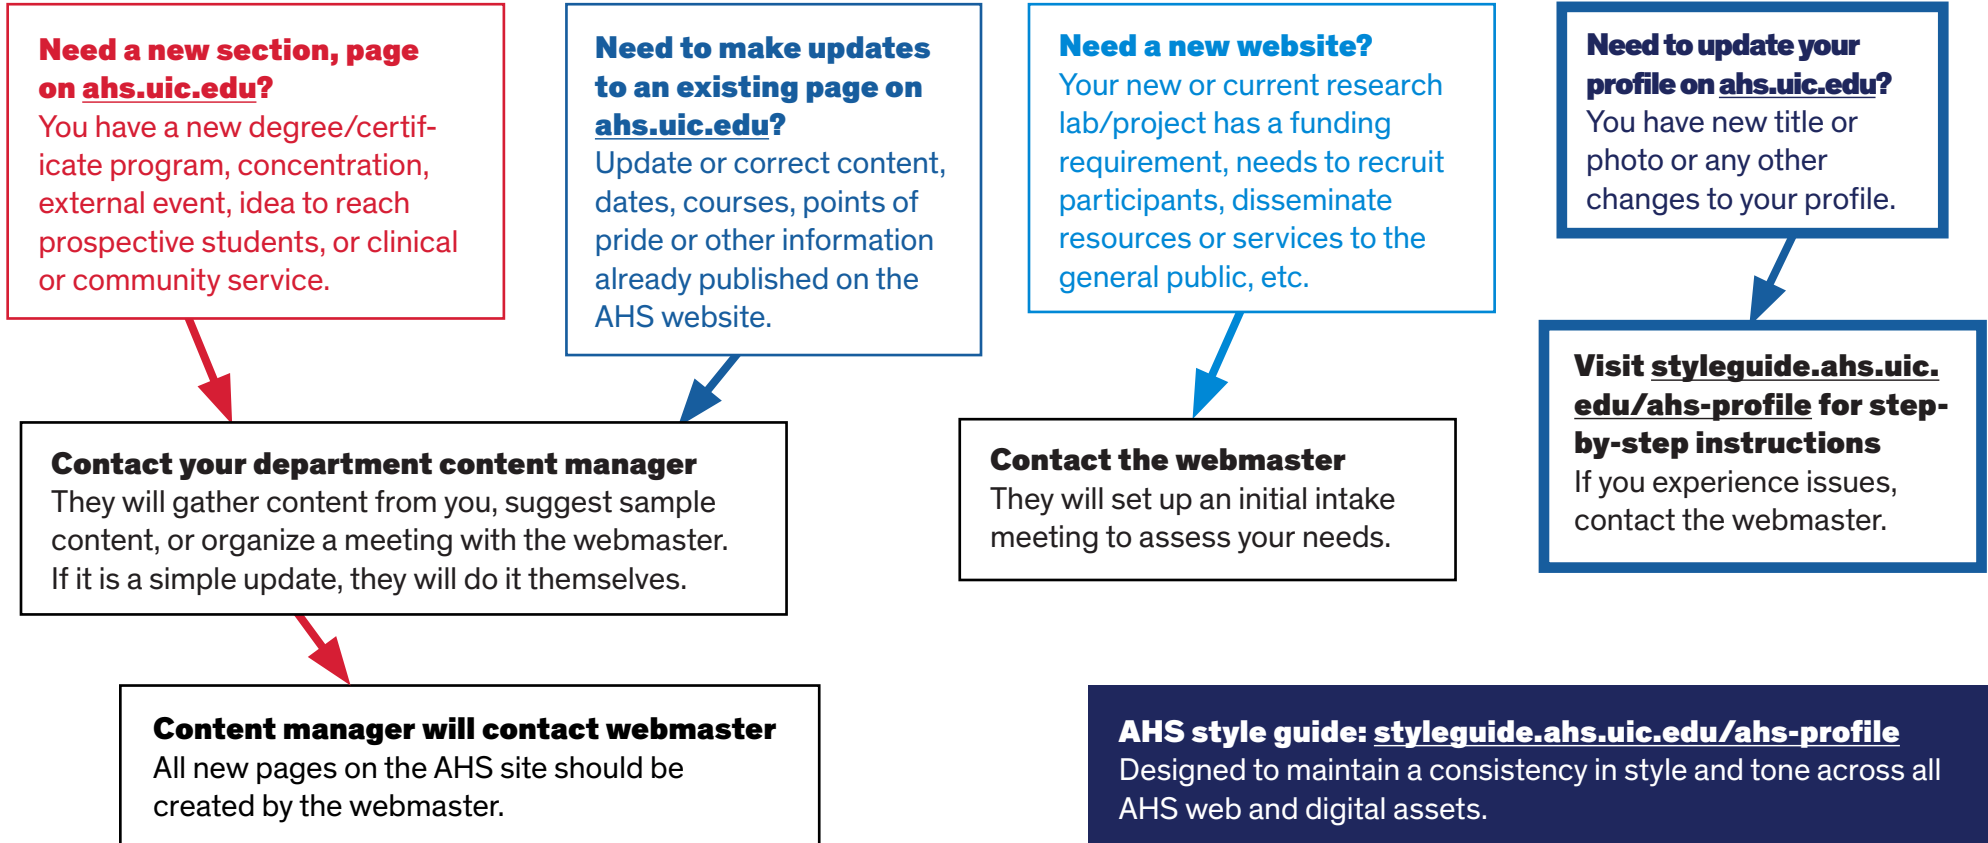 Need a new section, page
on ahs.uic.edu?
You have a new degree/certif-
icate program, concentration,
external event, idea to reach
prospective students, or clinical
or community service.
Need to make updates
to an existing page on
ahs.uic.edu?
Update or correct content,
dates, courses, points of
pride or other information
already published on the
AHS website.
Need a new website?
Your new or current research
lab/project has a funding
requirement, needs to recruit
participants, disseminate
resources or services to the
general public, etc.
Need to update your
profile on ahs.uic.edu?
You have new title or
photo or any other
changes to your profile.
Contact your department content manager
They will gather content from you, suggest sample
content, or organize a meeting with the webmaster.
If it is a simple update, they will do it themselves.
Contact the webmaster
They will set up an initial intake
meeting to assess your needs.
Visit styleguide.ahs.uic.
edu/ahs-profile for step-
by-step instructions
If you experience issues,
contact the webmaster.
Content manager will contact webmaster
All new pages on the AHS site should be
created by the webmaster.
AHS style guide: styleguide.ahs.uic.edu/ahs-profile
Designed to maintain a consistency in style and tone across all
AHS web and digital assets.